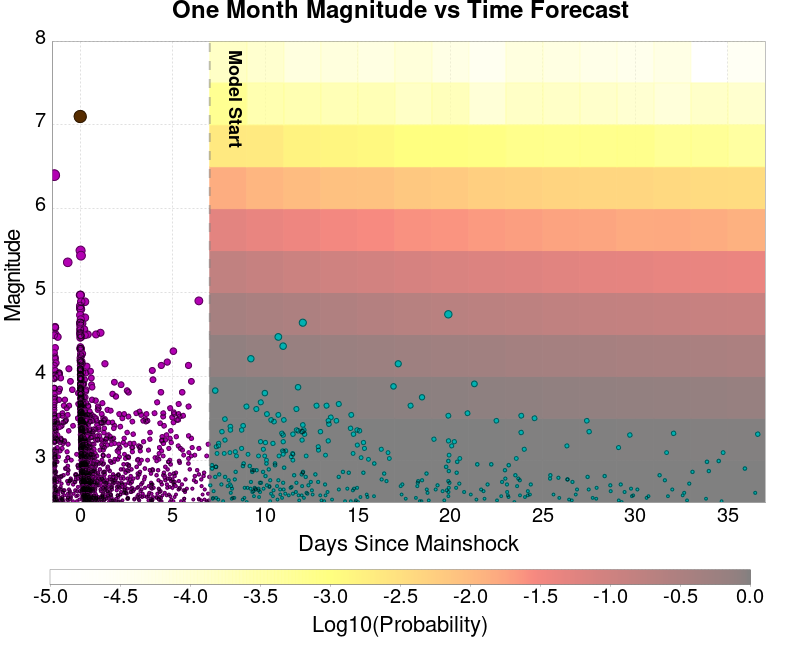 One Month Magnitude vs Time Forecast
8
7
6
5
4
3
Magnitude
Model Start
0 5 10 15 20 25 30 35
Days Since Mainshock
-5.0 -4.5 -4.0 -3.5 -3.0 -2.5 -2.0 -1.5 -1.0 -0.5 0.0
Log10(Probability)